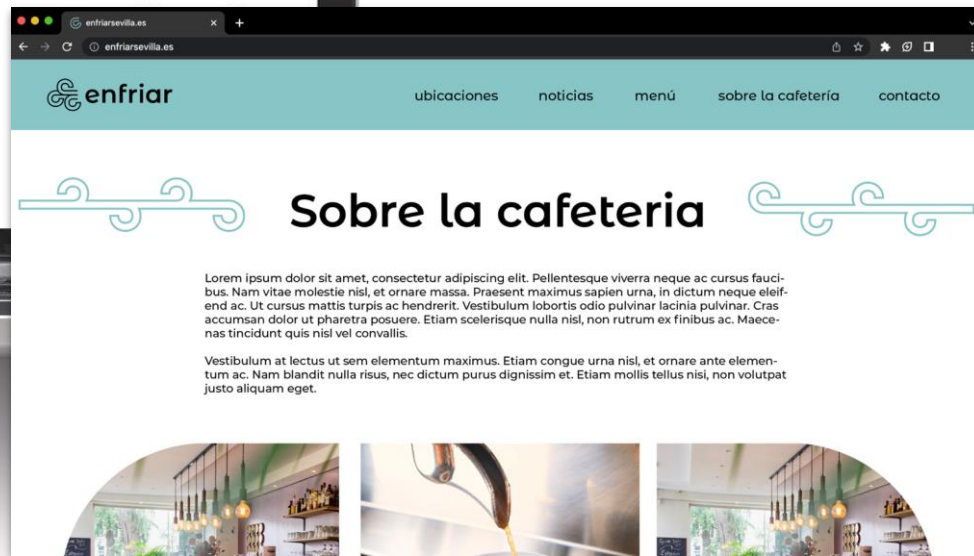 enfriarsevilla.es
enfriarsevilla.es
enfriar
ubicaciones noticias menú sobre la cafetería contacto
Sobre la cafeteria
Lorem ipsum dolor sit amet, consectetur adipiscing elit. Pellentesque viverra neque ac cursus fauci-
bus. Nam vitae molestie nisl, et ornare massa. Praesent maximus sapien urna, in dictum neque eleif-
end ac. Ut cursus mattis turpis ac hendrerit. Vestibulum lobortis odio pulvinar lacinia pulvinar. Cras
accumsan dolor ut pharetra posuere. Etiam scelerisque nulla nisl, non rutrum ex finibus ac. Maece-
nas tincidunt quis nisl vel convallis.
Vestibulum at lectus ut sem elementum maximus. Etiam congue urna nisl, et ornare ante elemen-
tum ac. Nam blandit nulla risus, nec dictum purus dignissim et. Etiam mollis tellus nisi, non volutpat
justo aliquam eget.